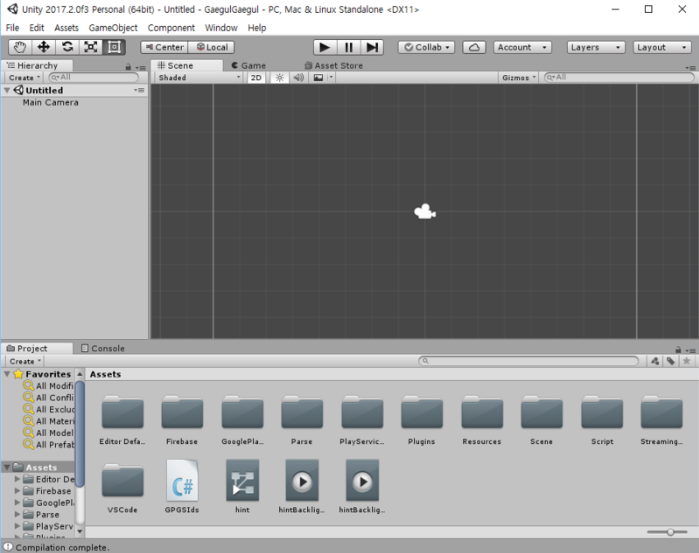 Unity 2017.2.0f3 Personal (64bit) - Untitled - GaegulGaegul - PC, Mac & Linux Standalone <DX11>
File Edit Assets GameObject Component Window Help
Center Local Collab Account Layers Layout
Hierarchy Scene Game Asset Store
Create All Shaded 2D Gizmos All
Untitled
Main Camera
Project Console
Create
Favorites Assets
All Modifi
All Confli
All Exclud
All Materi
All Model
All Prefab
Editor Defa... Firebase GooglePla... Parse PlayServic... Plugins Resources Scene Script Streaming...
Assets
Editor De
Firebase
GooglePl
Parse
PlayServ
Plugins
C#
VSCode GPGSIds hint hintBacklig... hintBacklig...
Compilation complete.